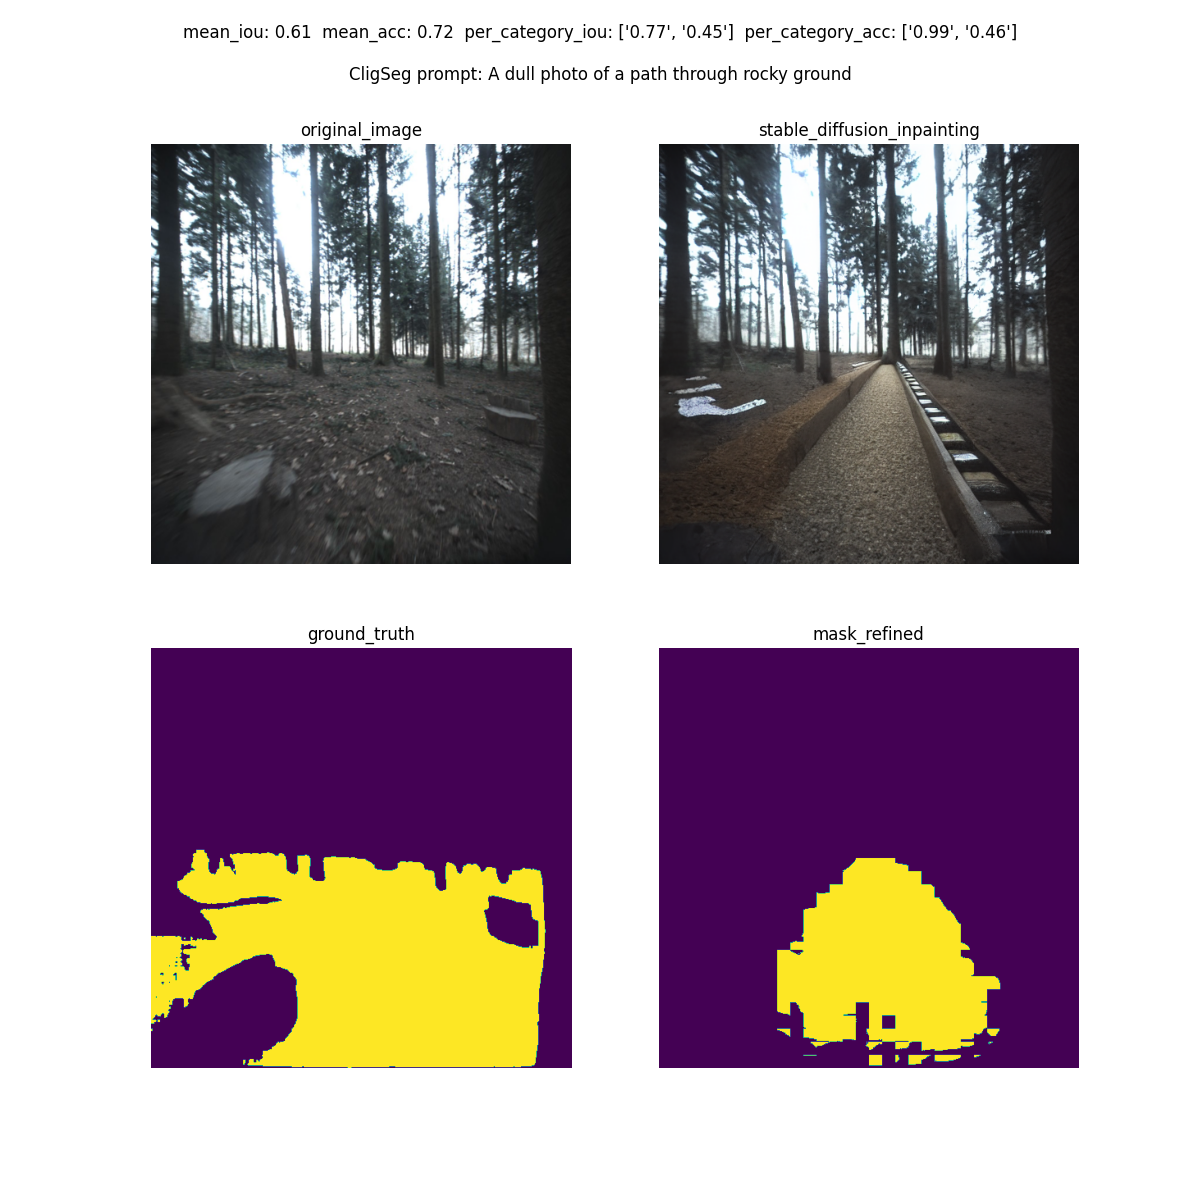 mean_iou: 0.61  mean_acc: 0.72  per_category_iou: ['0.77', '0.45']  per_category_acc: ['0.99', '0.46']
CligSeg prompt: A dull photo of a path through rocky ground
original_image
stable_diffusion_inpainting
ground_truth
mask_refined